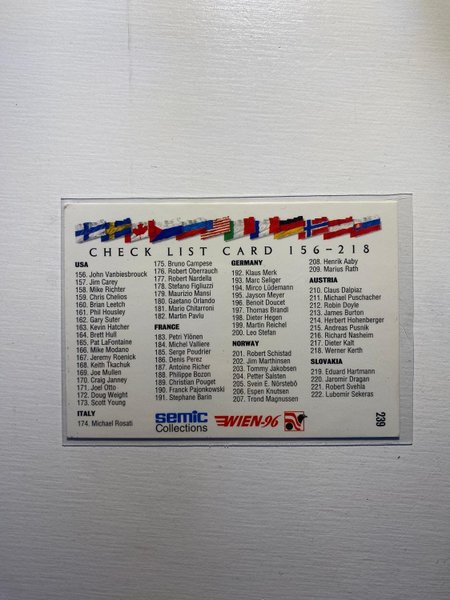 CHECK LIST CARD 156-218
USA
156. John Vanbiesbrouck
157. Jim Carey
158. Mike Richter
159. Chris Chelios
160. Brian Leetch
161. Phil Housley
162. Gary Suter
163. Kevin Hatcher
164. Brett Hull
165. Pat LaFontaine
166. Mike Modano
167. Jeremy Roenick
168. Keith Tkachuk
169. Joe Mullen
170. Craig Janney
171. Joel Otto
172. Doug Weight
173. Scott Young
ITALY
174. Michael Rosati
175. Bruno Campese
176. Robert Oberrauch
177. Robert Nardella
178. Stefano Figliuzzi
179. Maurizio Mansi
180. Gaetano Orlando
181. Mario Chitarroni
182. Martin Pavlu
FRANCE
183. Petri Ylönen
184. Michel Valliere
185. Serge Poudrier
186. Denis Perez
187. Antoine Richer
188. Philippe Bozon
189. Christian Pouget
190. Franck Pajonkowski
191. Stephane Barin
GERMANY
192. Klaus Merk
193. Marc Seliger
194. Mirco Lüdemann
195. Jayson Meyer
196. Benoit Doucet
197. Thomas Brandl
198. Dieter Hegen
199. Martin Reichel
200. Leo Stefan
NORWAY
201. Robert Schistad
202. Jim Marthinsen
203. Tommy Jakobsen
204. Petter Salsten
205. Svein E. Nörstebö
206. Espen Knutsen
207. Trond Magnussen
208. Henrik Aaby
209. Marius Rath
AUSTRIA
210. Claus Dalpiaz
211. Michael Puschacher
212. Robin Doyle
213. James Burton
214. Herbert Hohenberger
215. Andreas Pusnik
216. Richard Nasheim
217. Dieter Kalt
218. Werner Kerth
SLOVAKIA
219. Eduard Hartmann
220. Jaromir Dragan
221. Robert Svehla
222. Lubomir Sekeras
semic
Collections
WIEN-96
239